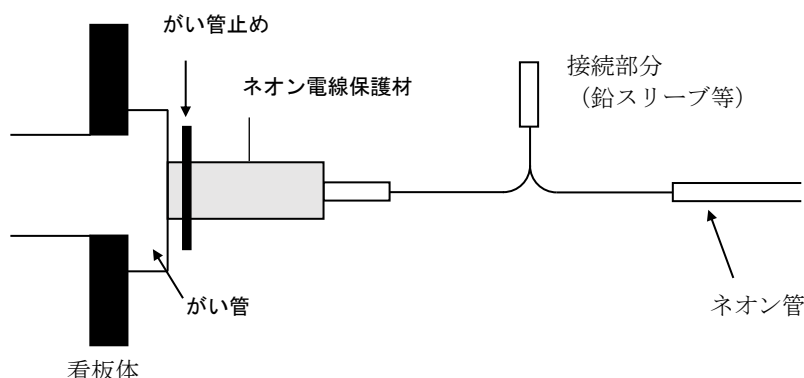 がい管止め
ネオン電線保護材
接続部分
（鉛スリーブ等）
がい管
ネオン管
看板体